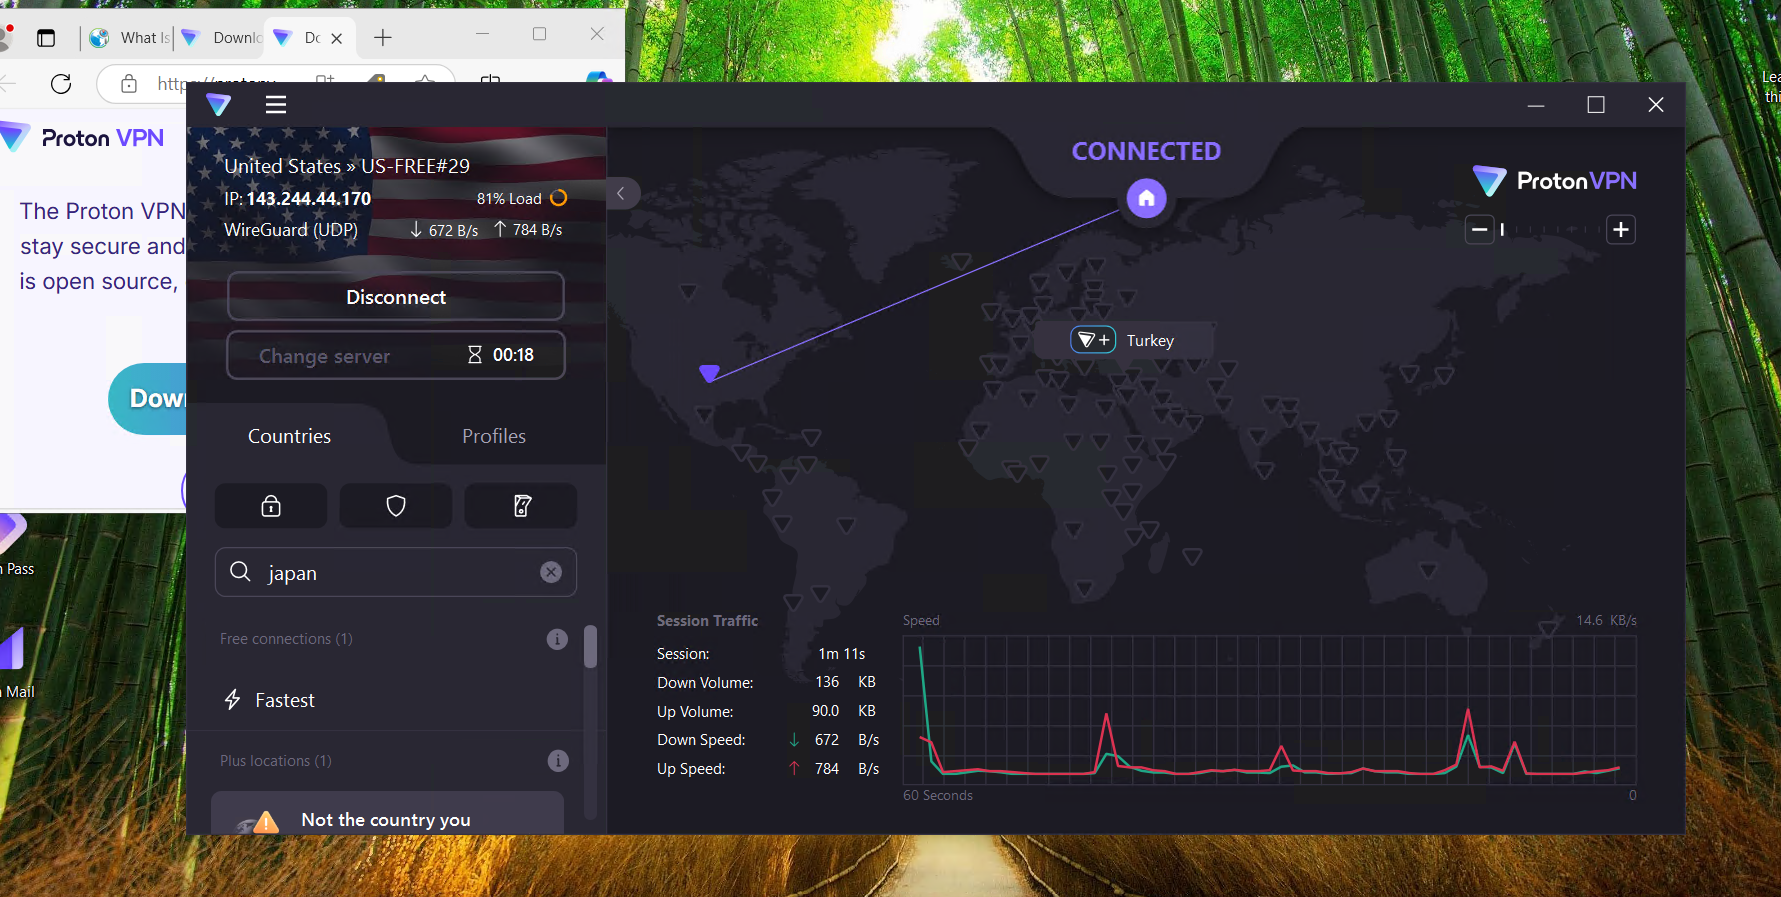 What Is
Downlo
Do
https://protonv
Proton VPN
The Proton VPN
stay secure and
is open source,
Down
Pass
Mail
Lea
thi
United States » US-FREE#29
IP: 143.244.44.170
81% Load
WireGuard (UDP)
↓ 672 B/s ↑ 784 B/s
Disconnect
Change server
00:18
Countries
Profiles
japan
Free connections (1)
Fastest
Plus locations (1)
Not the country you
CONNECTED
ProtonVPN
Turkey
Session Traffic
Session: 1m 11s
Down Volume: 136 KB
Up Volume: 90.0 KB
Down Speed: ↓ 672 B/s
Up Speed: ↑ 784 B/s
Speed
14.6 KB/s
60 Seconds
0